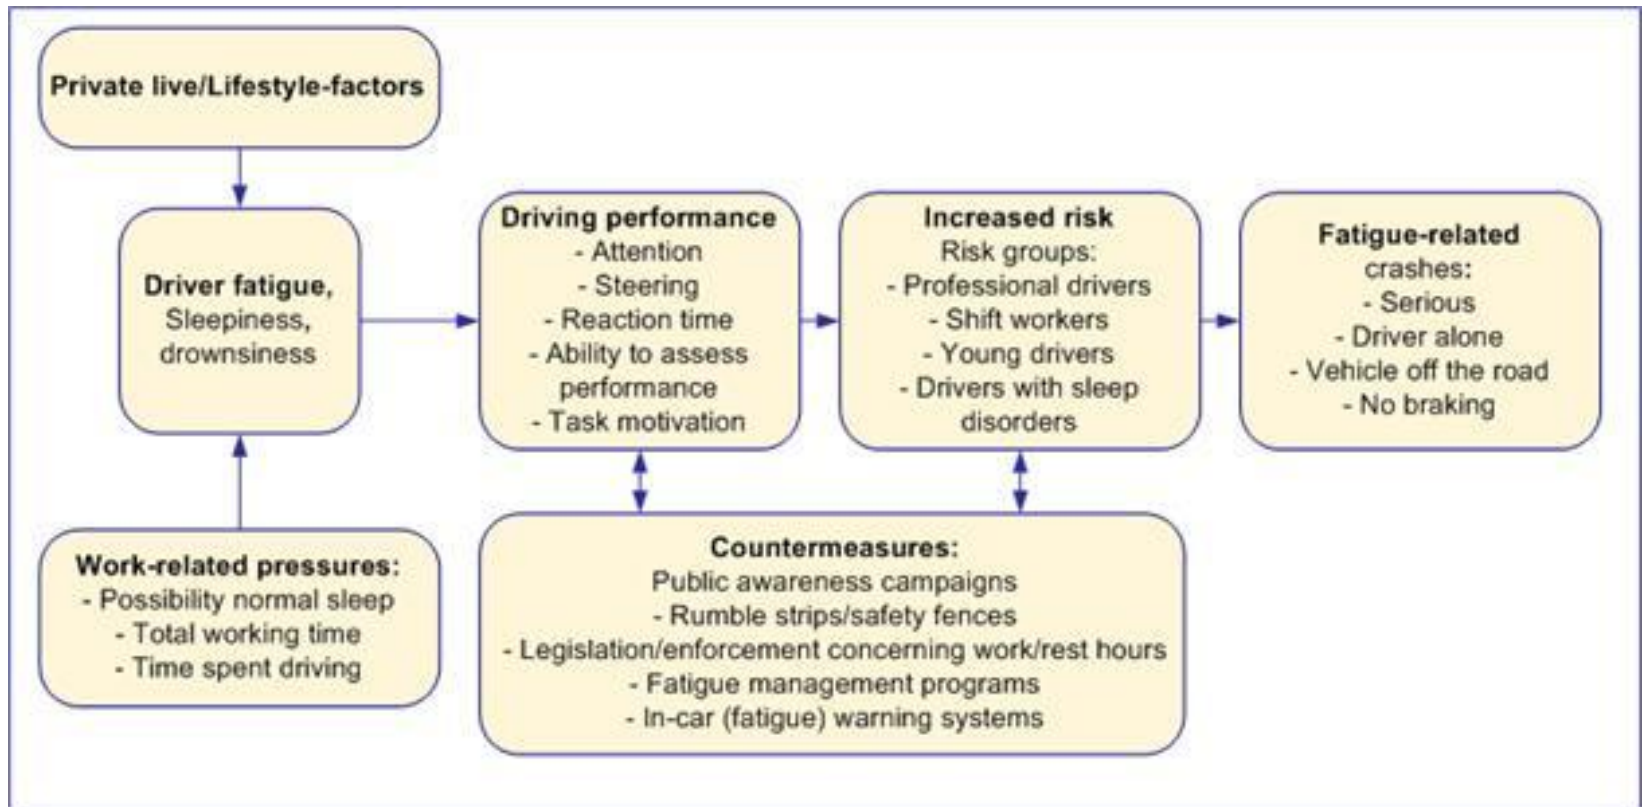 Private live/Lifestyle-factors
Driver fatigue,
Sleepiness,
drownsiness
Work-related pressures:
- Possibility normal sleep
- Total working time
- Time spent driving
Driving performance
- Attention
- Steering
- Reaction time
- Ability to assess
performance
- Task motivation
Increased risk
Risk groups:
- Professional drivers
- Shift workers
- Young drivers
- Drivers with sleep
disorders
Fatigue-related
crashes:
- Serious
- Driver alone
- Vehicle off the road
- No braking
Countermeasures:
Public awareness campaigns
- Rumble strips/safety fences
- Legislation/enforcement concerning work/rest hours
- Fatigue management programs
- In-car (fatigue) warning systems